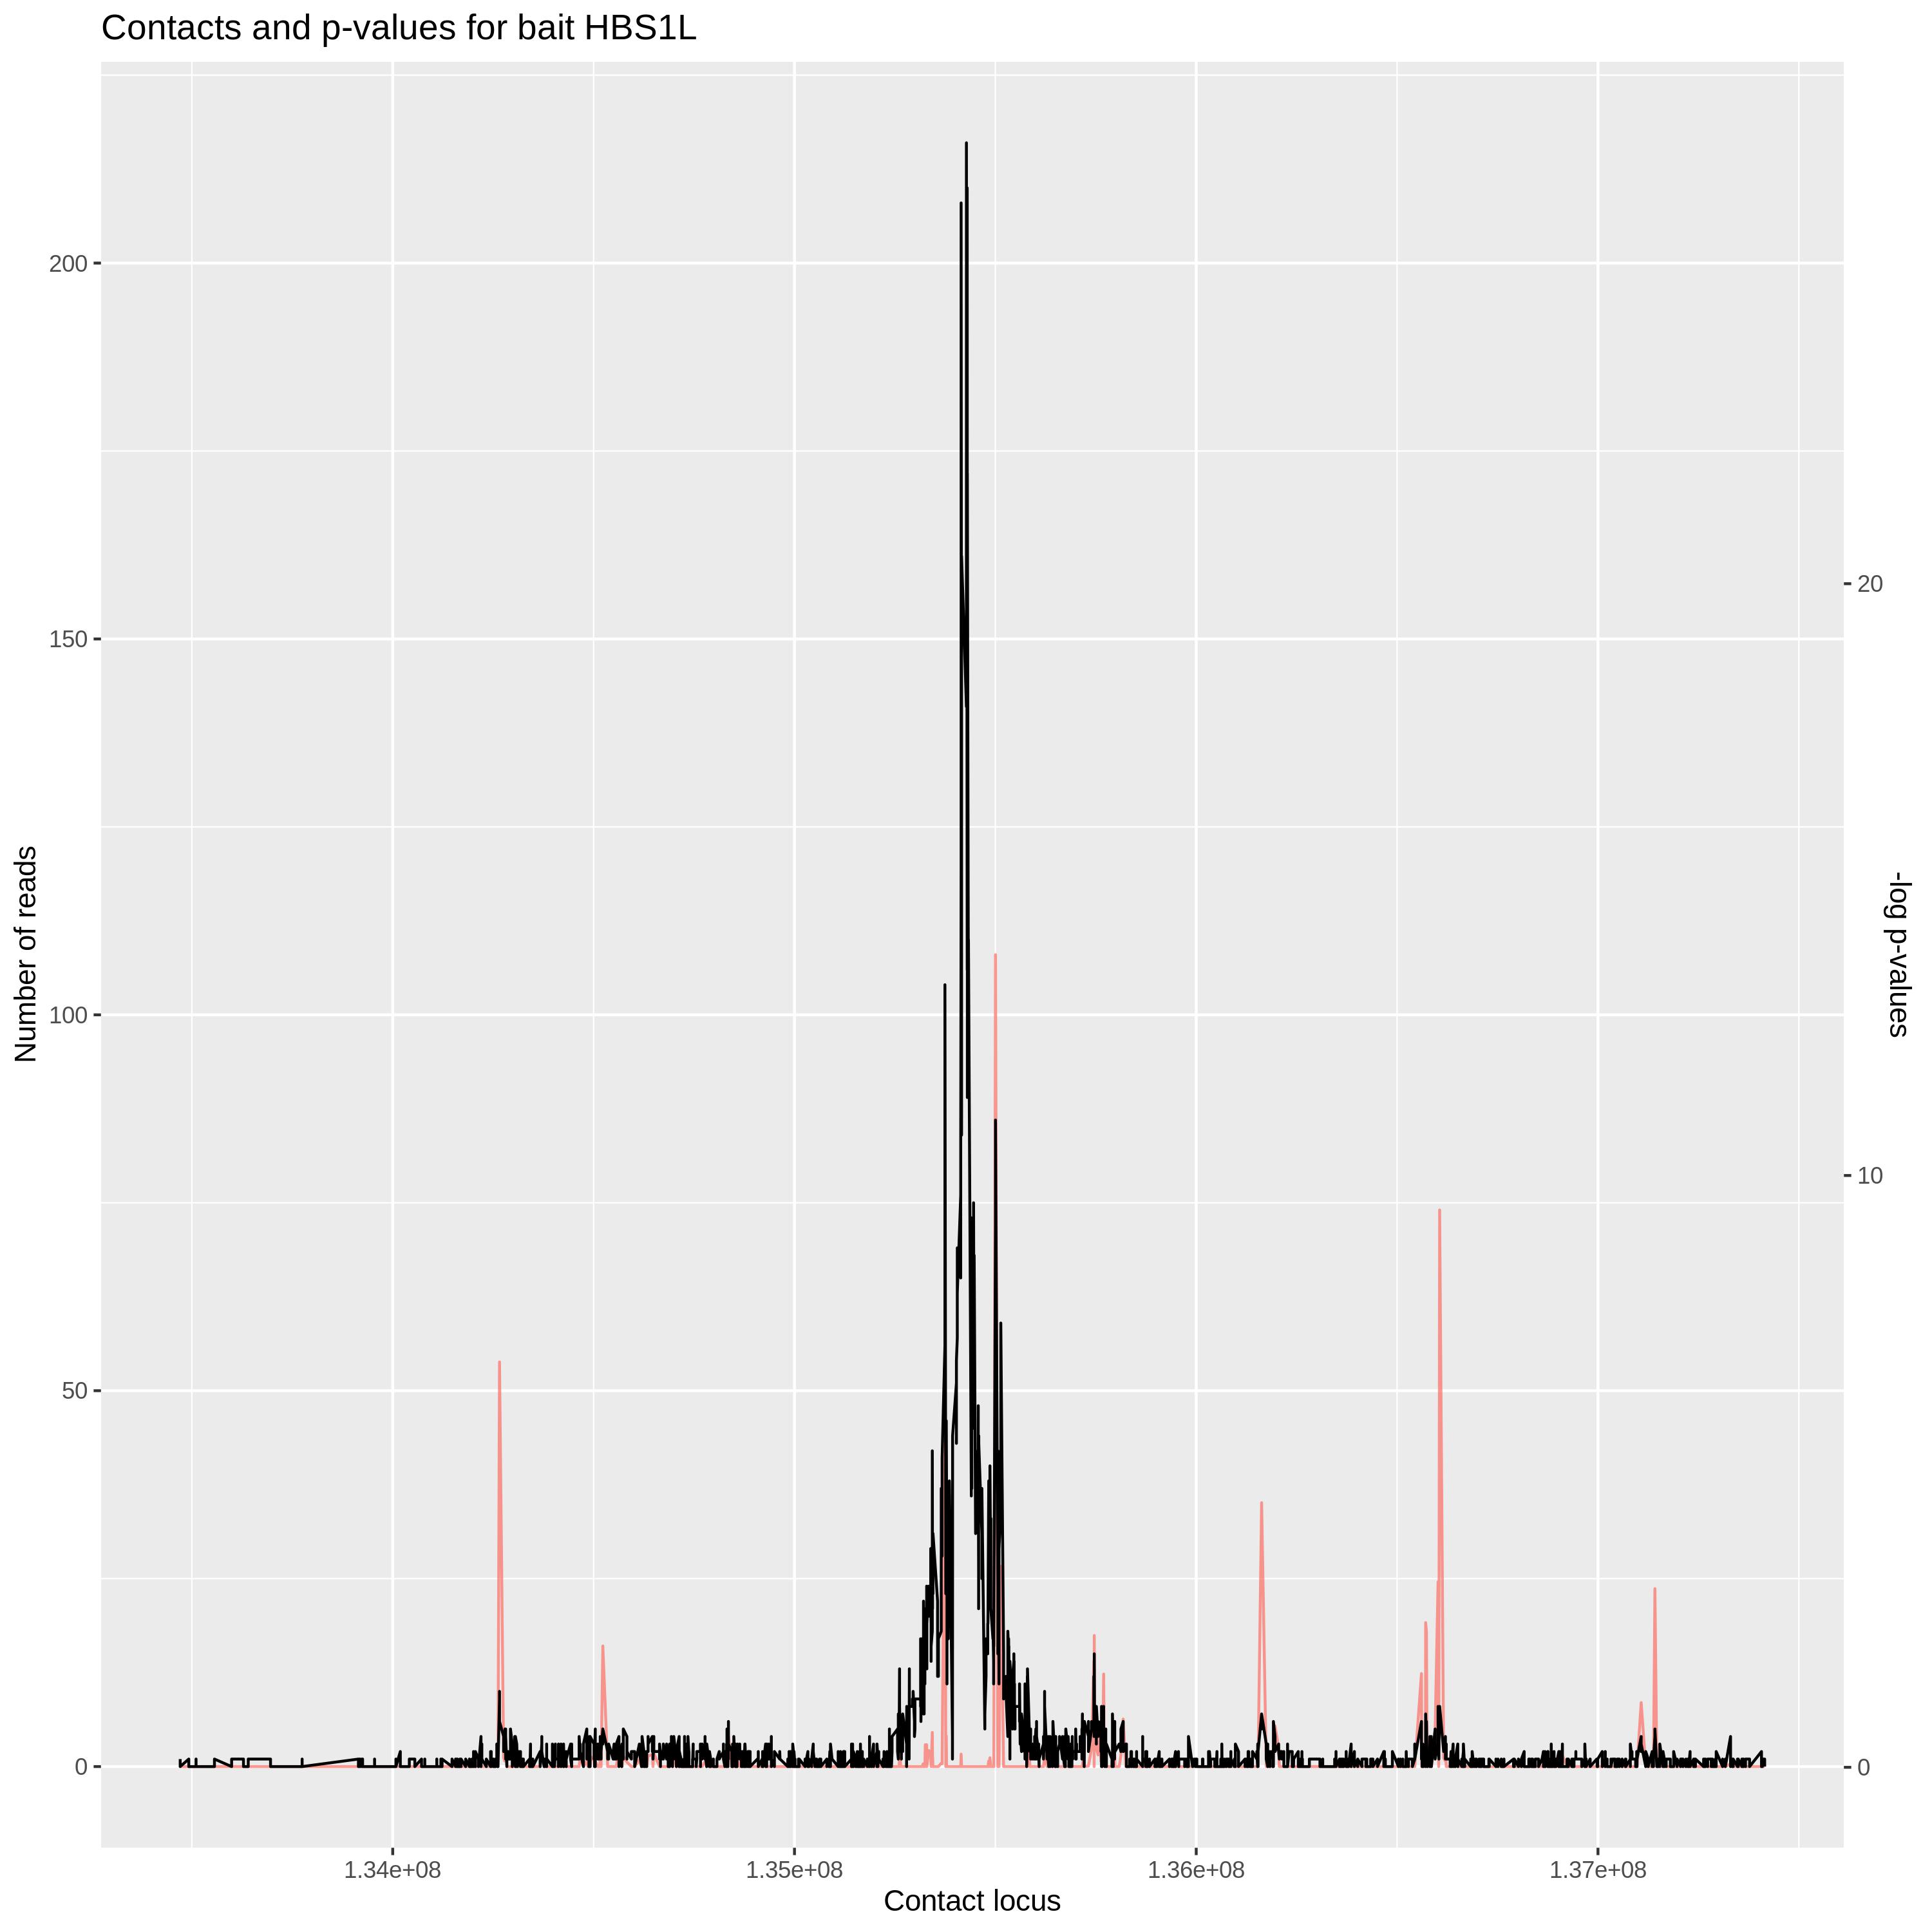 Contacts and p-values for bait HBS1L
Number of reads
200
150
100
50
0
20
10
0
-log p-values
1.34e+08
1.35e+08
1.36e+08
1.37e+08
Contact locus